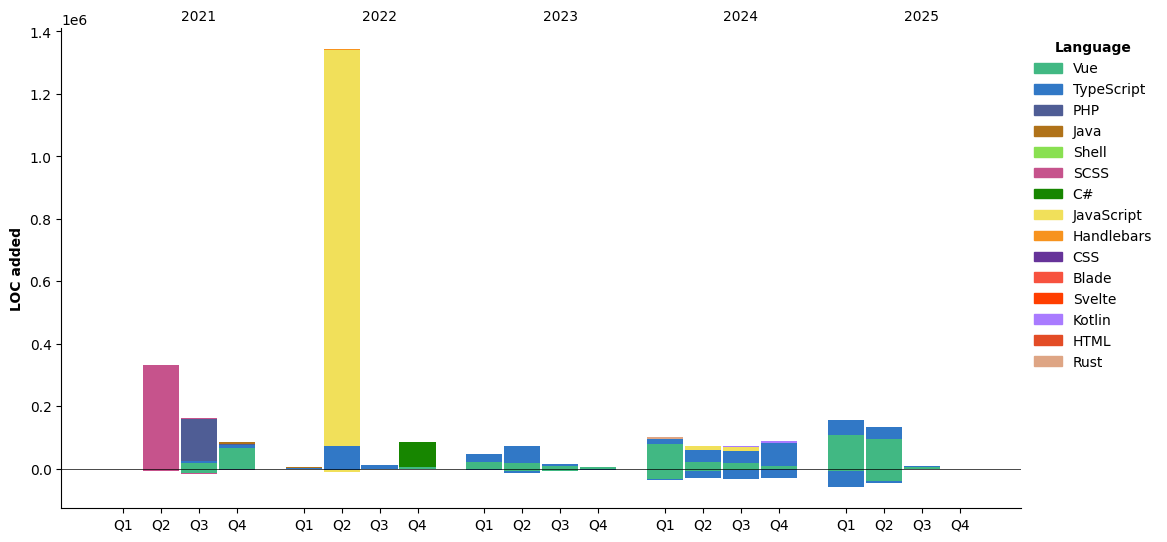 2021 2022 2023 2024 2025
1e6
1.4
1.2
1.0
0.8
0.6
0.4
0.2
0.0
LOC added
Q1 Q2 Q3 Q4 Q1 Q2 Q3 Q4 Q1 Q2 Q3 Q4 Q1 Q2 Q3 Q4 Q1 Q2 Q3 Q4
Language
Vue
TypeScript
PHP
Java
Shell
SCSS
C#
JavaScript
Handlebars
CSS
Blade
Svelte
Kotlin
HTML
Rust